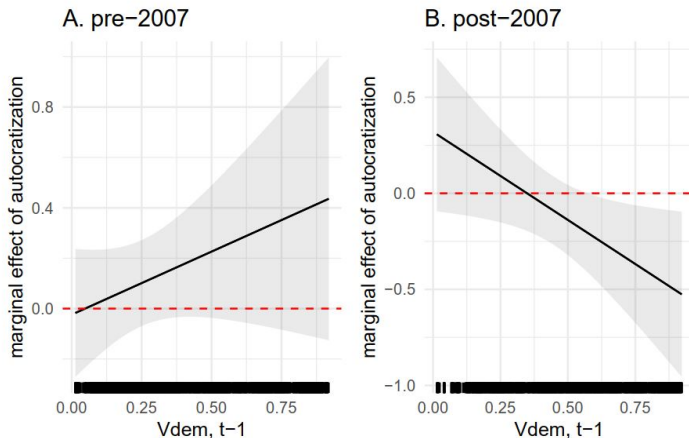 A. pre−2007
marginal effect of autocratization
0.8
0.4
0.0
0.00 0.25 0.50 0.75
Vdem, t−1
B. post−2007
marginal effect of autocratization
0.5
0.0
−0.5
−1.0
0.00 0.25 0.50 0.75
Vdem, t−1